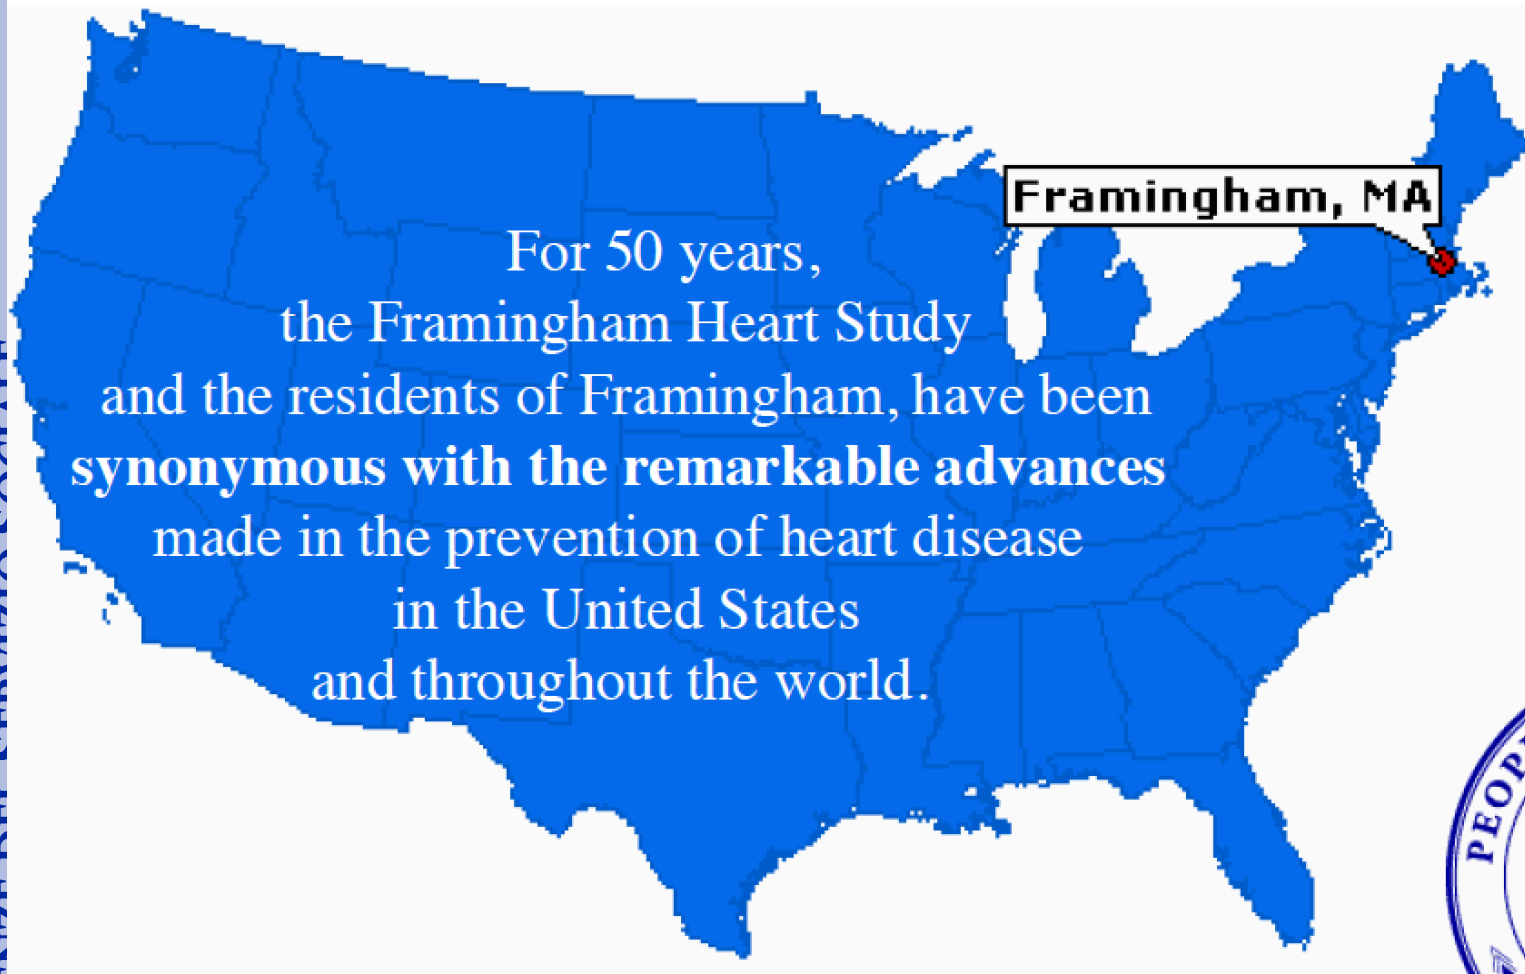 Framingham, MA
For 50 years,
the Framingham Heart Study
and the residents of Framingham, have been
synonymous with the remarkable advances
made in the prevention of heart disease
in the United States
and throughout the world.